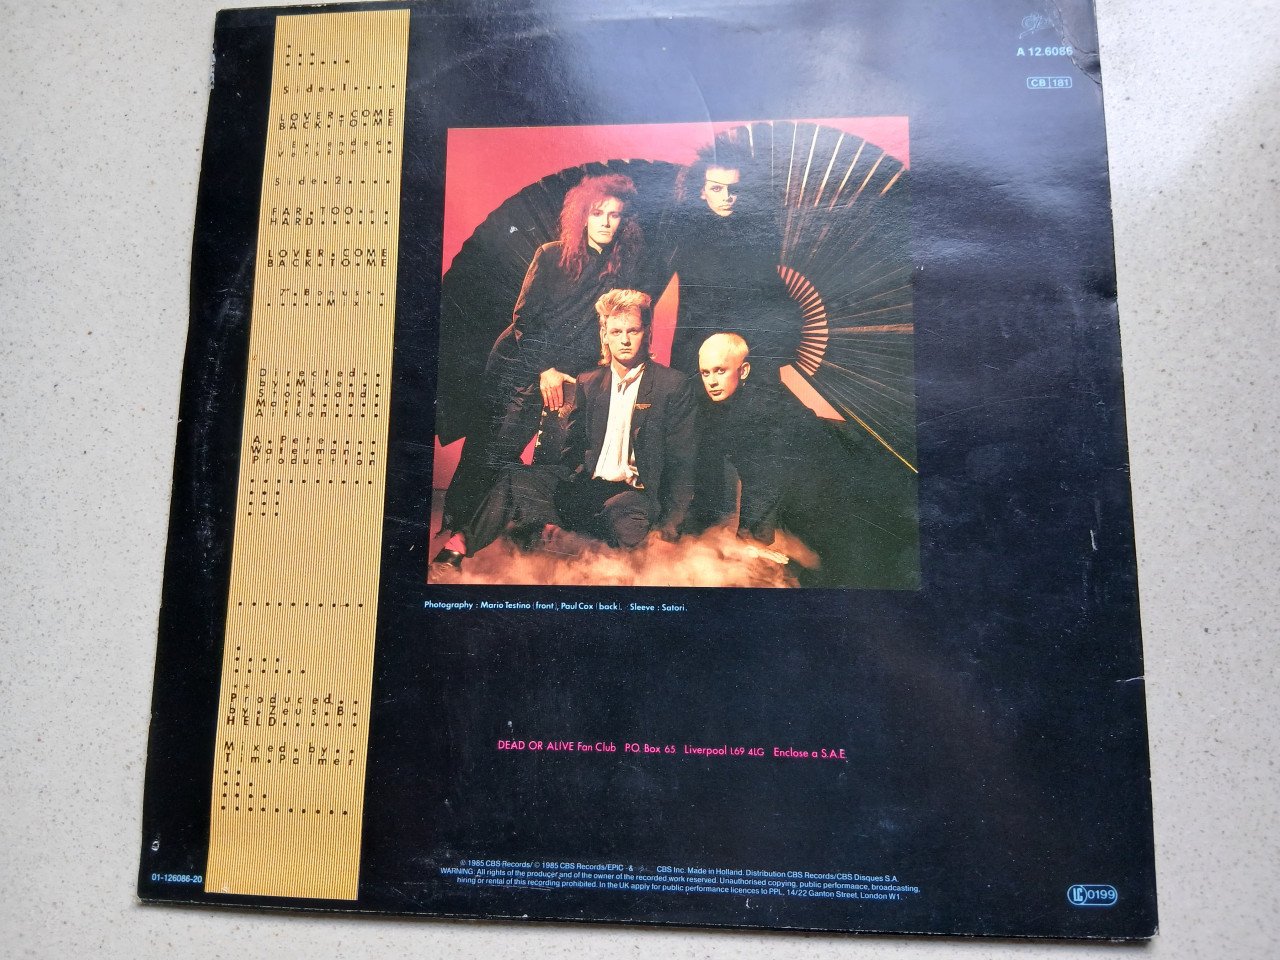 Side 1
LOVER COME
BACK TO ME
Extended
Version
Side 2
FAR TOO
HARD
LOVER COME
BACK TO ME
7" Bonus
Mix
Directed
by Mike
Stock and
Matt
Aitken
A Pete
Waterman
Production
Produced
by Zeus B
HELD
Mixed by
Tim Palmer
01-126086-20
A 12.6086
CB 181
Photography : Mario Testino (front), Paul Cox (back). Sleeve : Satori.
DEAD OR ALIVE Fan Club P.O. Box 65 Liverpool L69 4LG Enclose a S.A.E.
℗ 1985 CBS Records/ © 1985 CBS Records/EPIC & CBS Inc. Made in Holland. Distribution CBS Records/CBS Disques S.A.
WARNING: All rights of the producer and of the owner of the recorded work reserved. Unauthorised copying, public performance, broadcasting,
hiring or rental of this recording prohibited. In the UK apply for public performance licences to PPL, 14/22 Ganton Street, London W1.
LC 0199